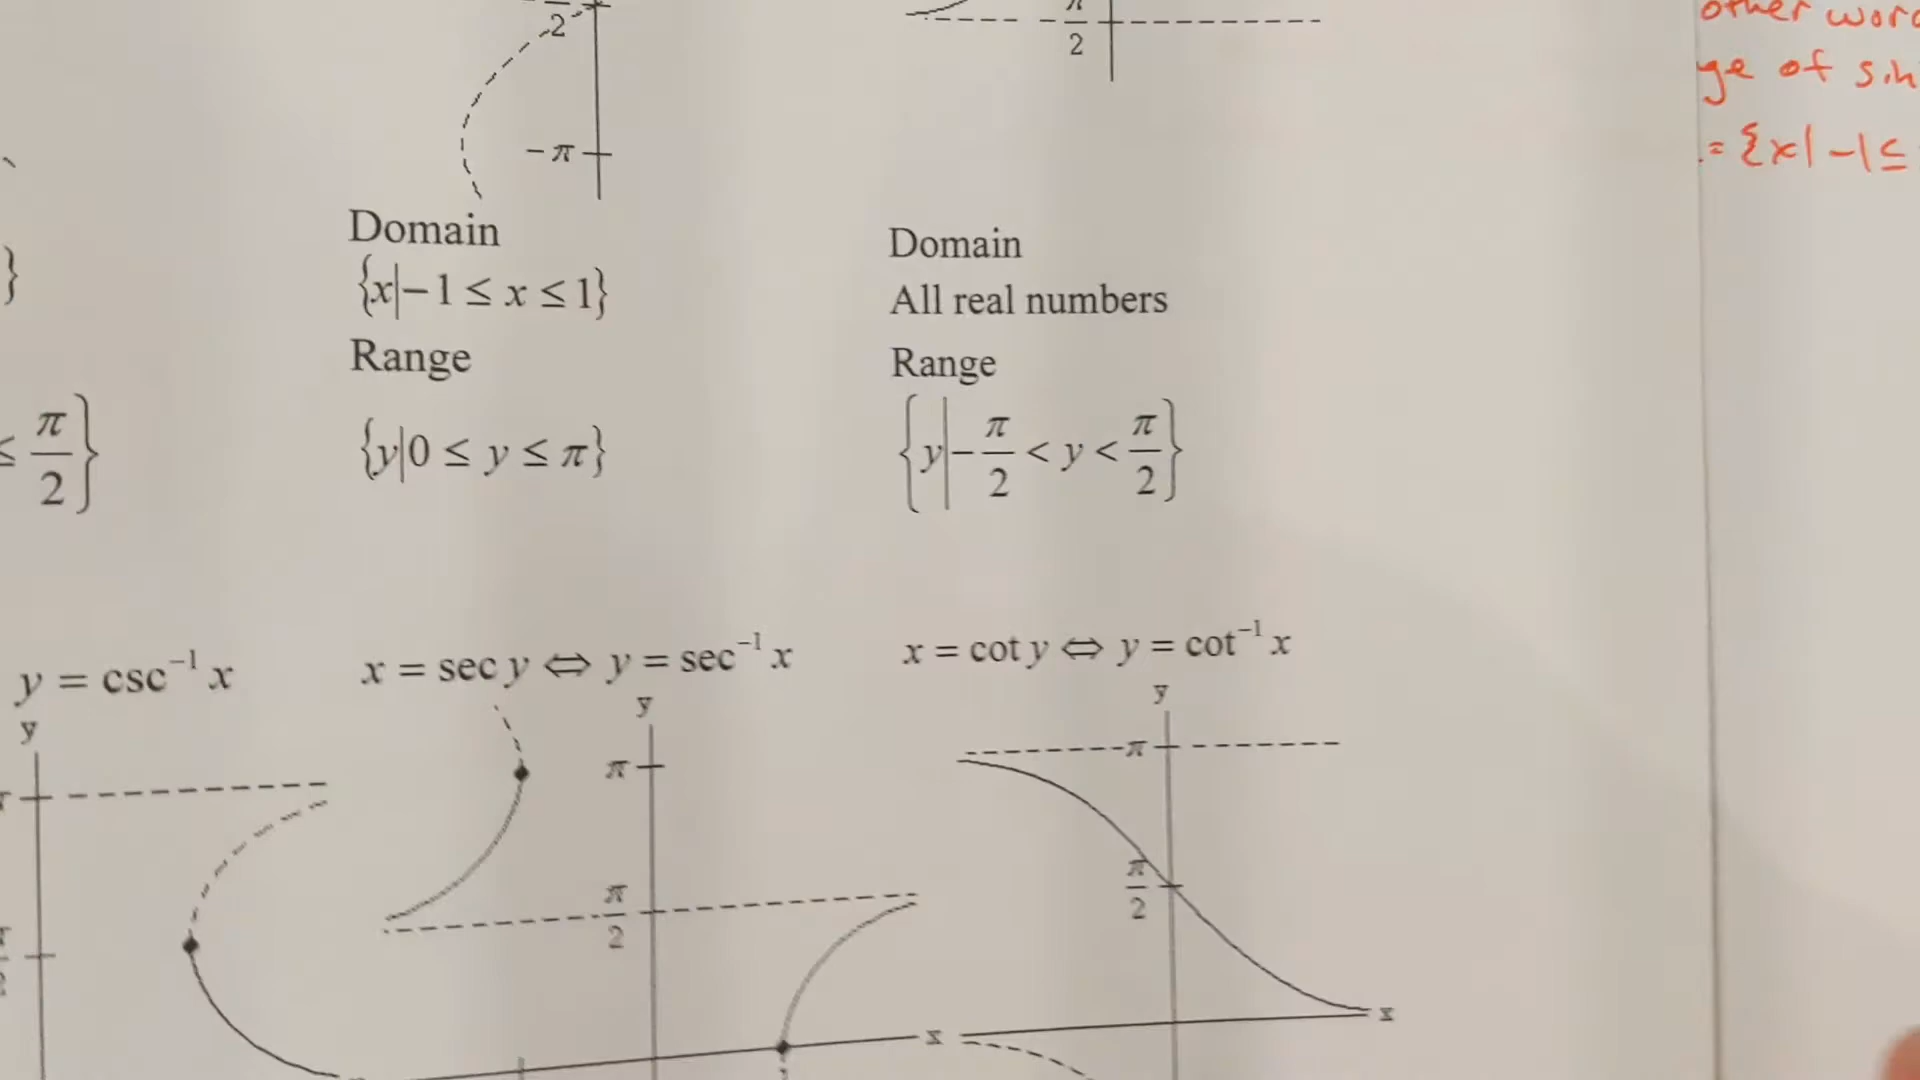 2
-π
π
2
other
ge of sin
= {x|-1≤
Domain
{x|-1 ≤ x ≤ 1}
Range
{y|0 ≤ y ≤ π}
Domain
All real numbers
Range
{y|-π/2 < y < π/2}
}
≤ π/2}
y = csc⁻¹ x
x = sec y ⇔ y = sec⁻¹ x
x = cot y ⇔ y = cot⁻¹ x
y
y
π
π
2
x
y
π
π
2
x